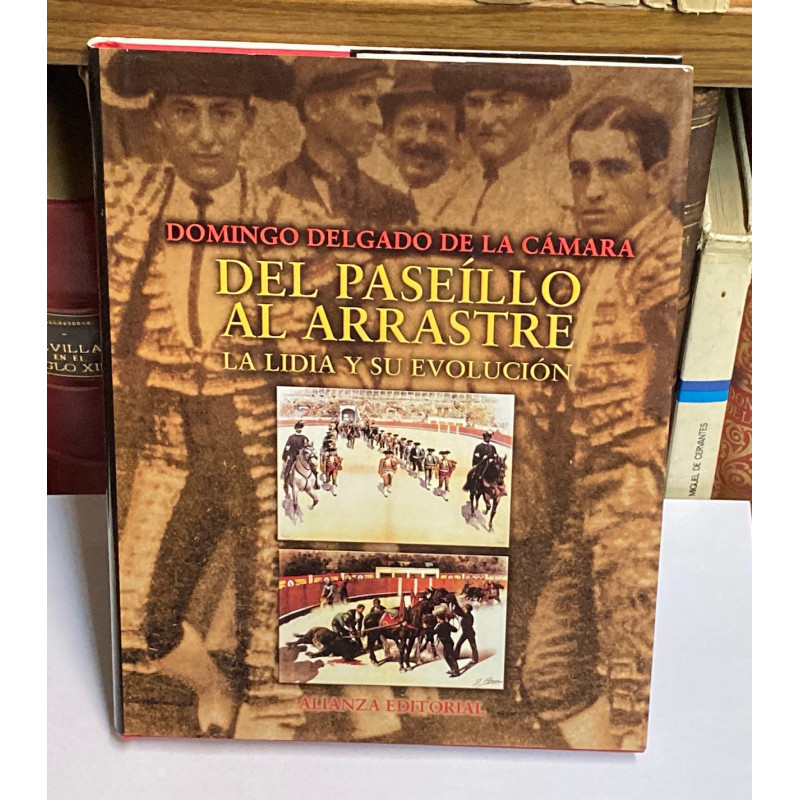 DOMINGO DELGADO DE LA CÁMARA
DEL PASEÍLLO
AL ARRASTRE
LA LIDIA Y SU EVOLUCIÓN
ALIANZA EDITORIAL
EN EL
MIGUEL DE CERVANTES